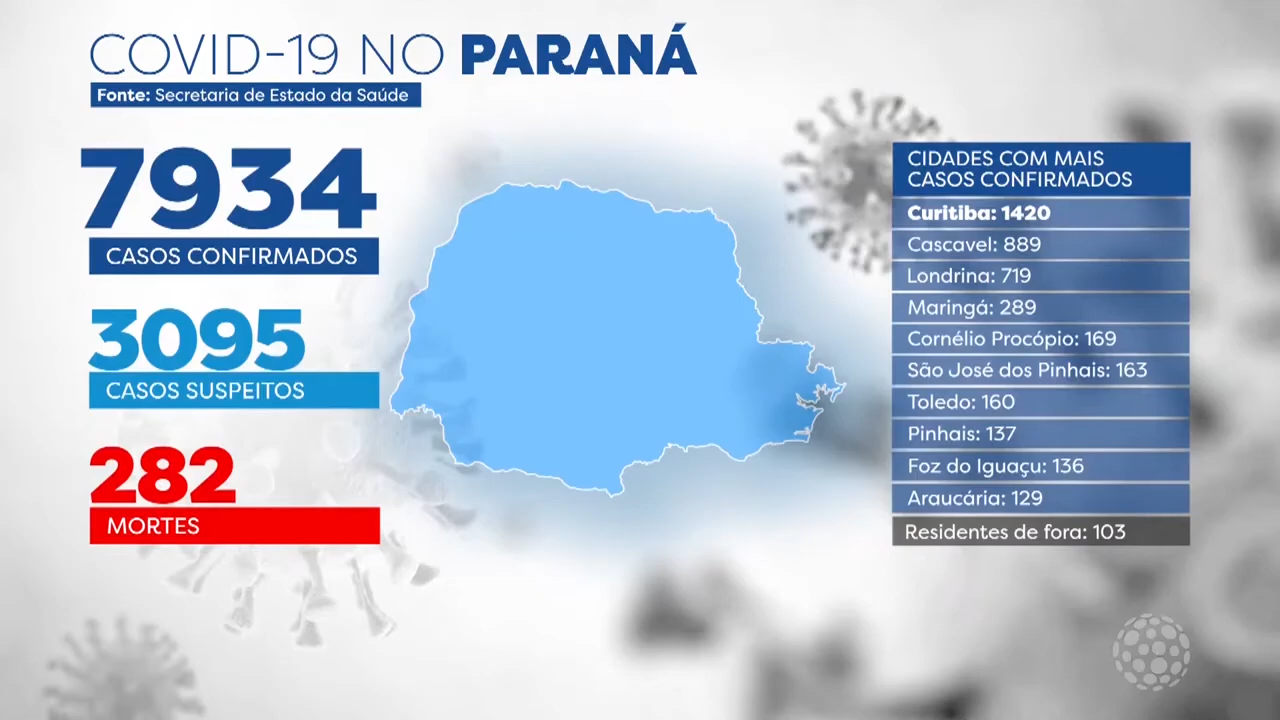 COVID-19 NO PARANÁ
Fonte: Secretaria de Estado da Saúde
7934
CASOS CONFIRMADOS
3095
CASOS SUSPEITOS
282
MORTES
CIDADES COM MAIS
CASOS CONFIRMADOS
Curitiba: 1420
Cascavel: 889
Londrina: 719
Maringá: 289
Cornélio Procópio: 169
São José dos Pinhais: 163
Toledo: 160
Pinhais: 137
Foz do Iguaçu: 136
Araucária: 129
Residentes de fora: 103